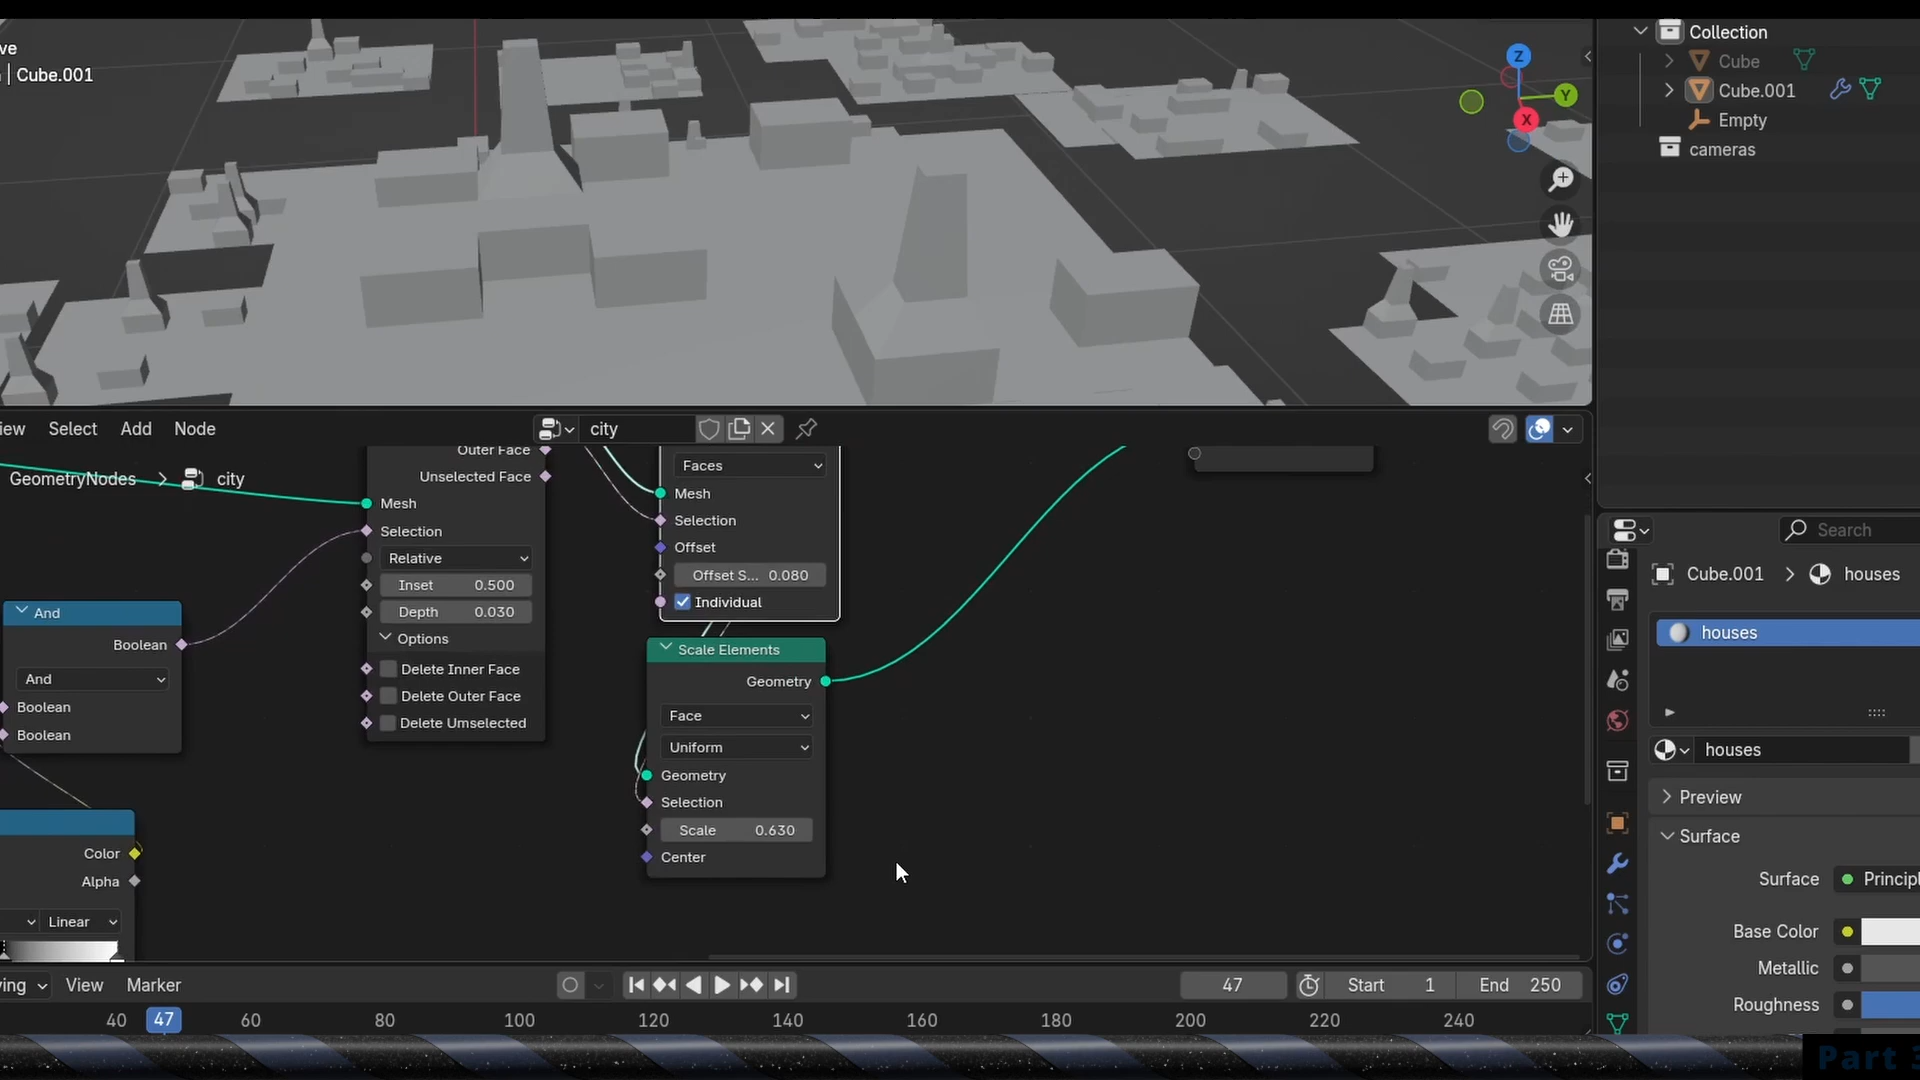 ve
| Cube.001
Z
Y
X
Collection
Cube
Cube.001
Empty
cameras
iew
Select
Add
Node
city
GeometryNodes
city
Outer Face
Unselected Face
Mesh
Selection
Relative
Inset 0.500
Depth 0.030
Options
Delete Inner Face
Delete Outer Face
Delete Umselected
Faces
Mesh
Selection
Offset
Offset S... 0.080
Individual
And
Boolean
And
Boolean
Boolean
Scale Elements
Geometry
Face
Uniform
Geometry
Selection
Scale 0.630
Center
Color
Alpha
Linear
Search
Cube.001
houses
houses
houses
Preview
Surface
Surface
Princip
Base Color
Metallic
Roughness
ying
View
Marker
47
Start 1
End 250
40 47 60 80 100 120 140 160 180 200 220 240
Part 3